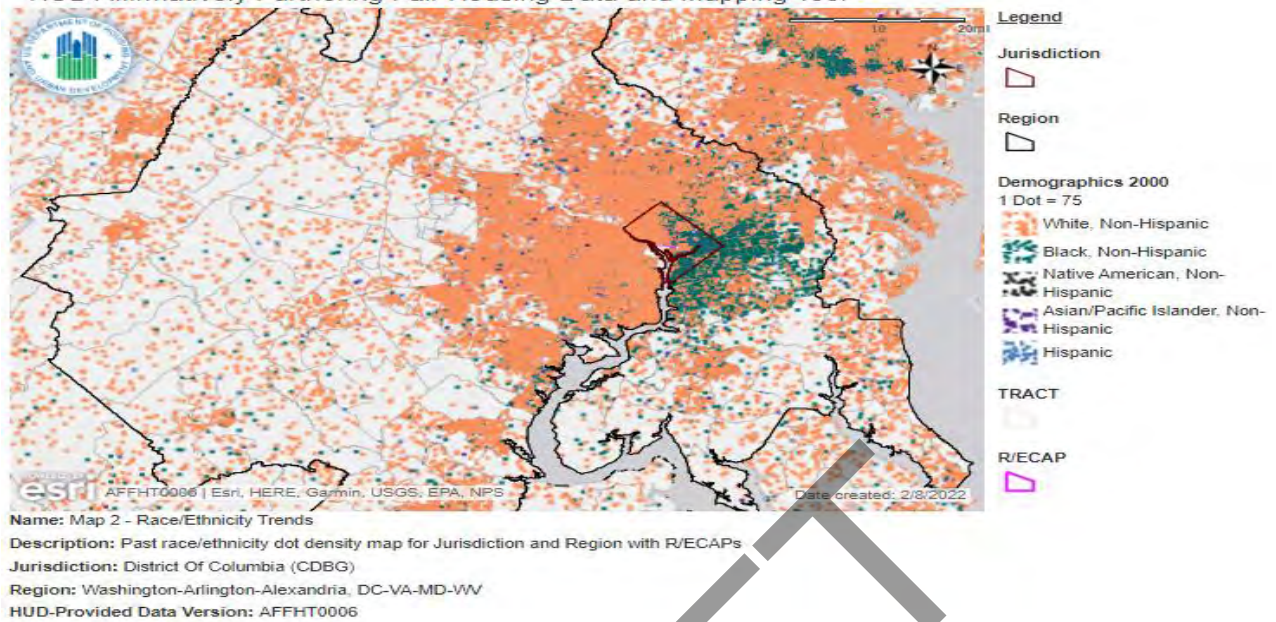 Legend
Jurisdiction
Region
Demographics 2000
1 Dot = 75
White, Non-Hispanic
Black, Non-Hispanic
Native American, Non-
Hispanic
Asian/Pacific Islander, Non-
Hispanic
Hispanic
TRACT
R/ECAP
10
20mi
N
esri
| Esri, HERE, Garmin, USGS, EPA, NPS
Date created: 2/8/2022
Name: Map 2 - Race/Ethnicity Trends
Description: Past race/ethnicity dot density map for Jurisdiction and Region with R/ECAPs
Jurisdiction: District Of Columbia (CDBG)
Region: Washington-Arlington-Alexandria, DC-VA-MD-WV
HUD-Provided Data Version: AFFHT0006